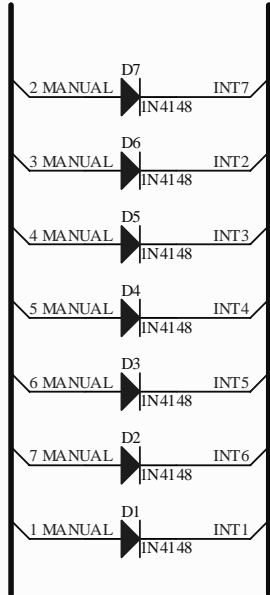 D7
2 MANUAL INT7
1N4148
D6
3 MANUAL INT2
1N4148
D5
4 MANUAL INT3
1N4148
D4
5 MANUAL INT4
1N4148
D3
6 MANUAL INT5
1N4148
D2
7 MANUAL INT6
1N4148
D1
1 MANUAL INT1
1N4148